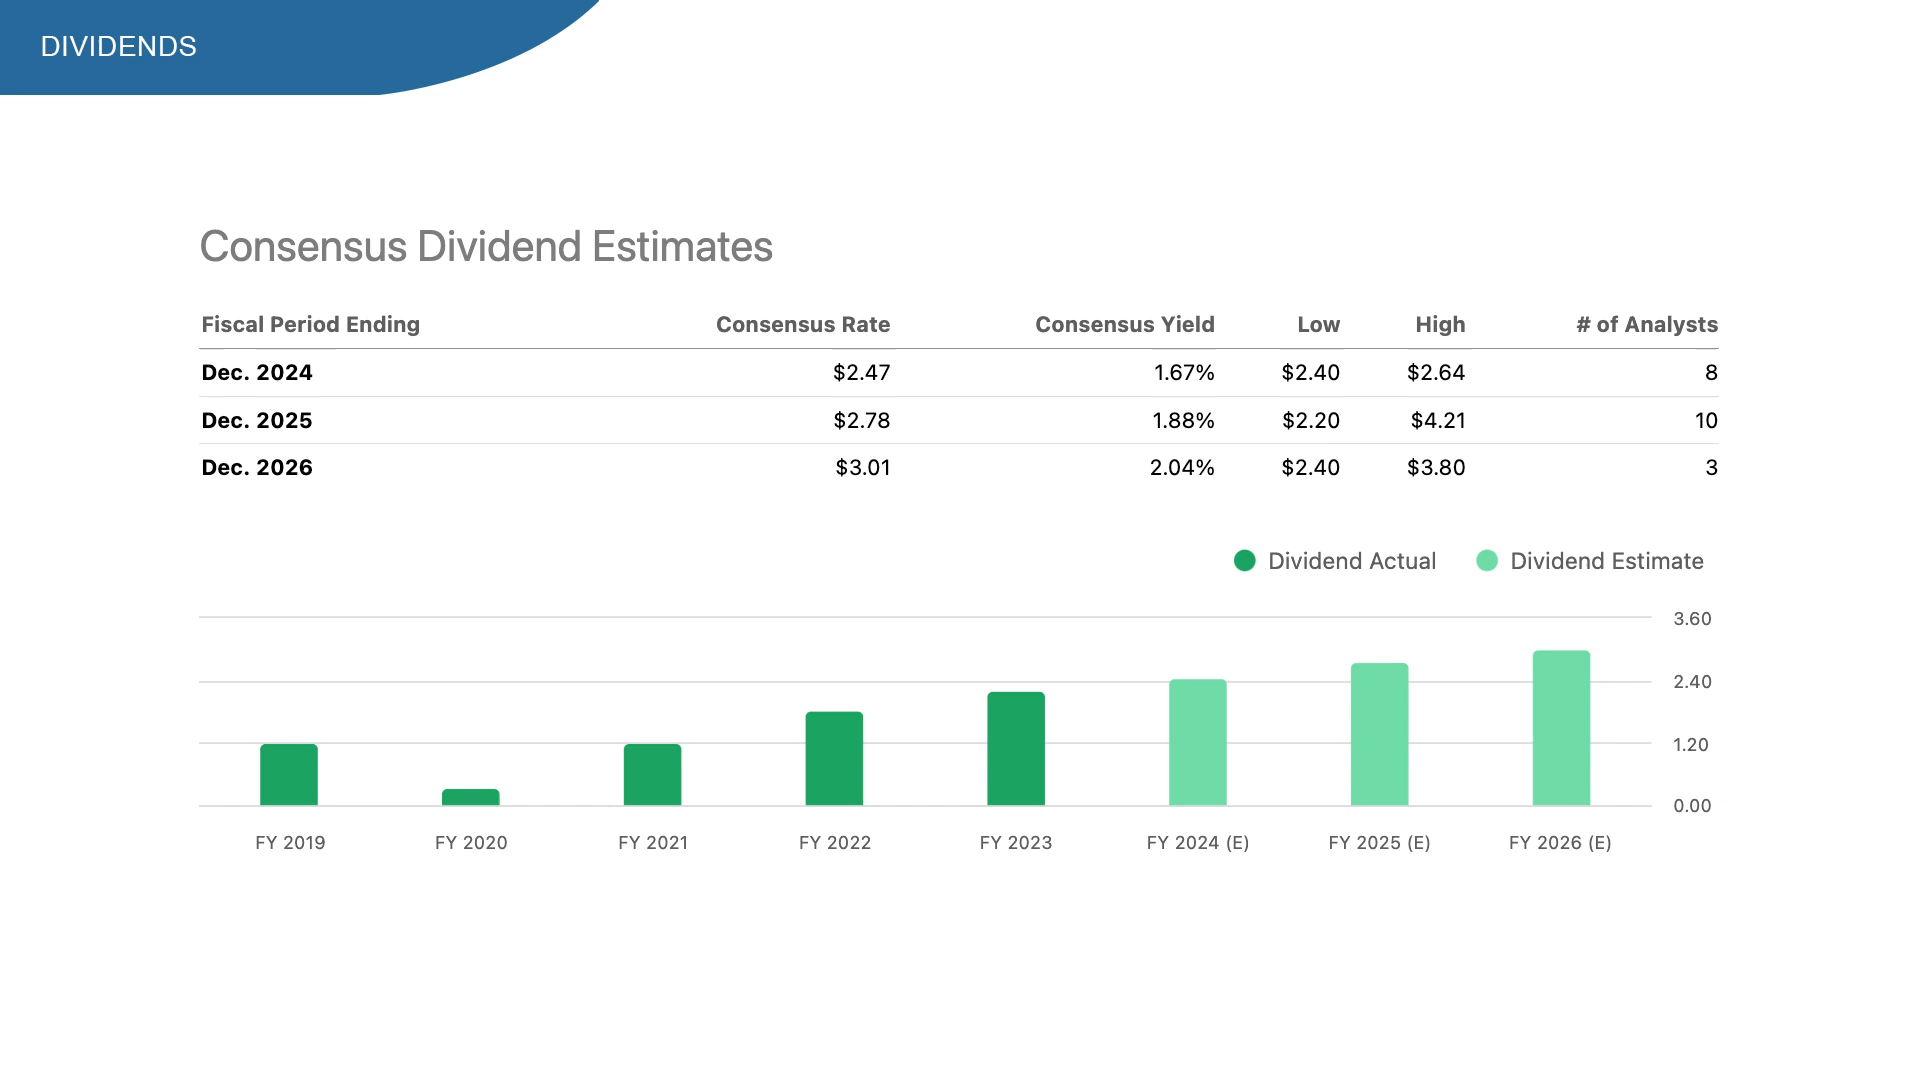 DIVIDENDS
Consensus Dividend Estimates
Fiscal Period Ending Consensus Rate Consensus Yield Low High # of Analysts
Dec. 2024 $2.47 1.67% $2.40 $2.64 8
Dec. 2025 $2.78 1.88% $2.20 $4.21 10
Dec. 2026 $3.01 2.04% $2.40 $3.80 3
Dividend Actual Dividend Estimate
3.60
2.40
1.20
0.00
FY 2019 FY 2020 FY 2021 FY 2022 FY 2023 FY 2024 (E) FY 2025 (E) FY 2026 (E)